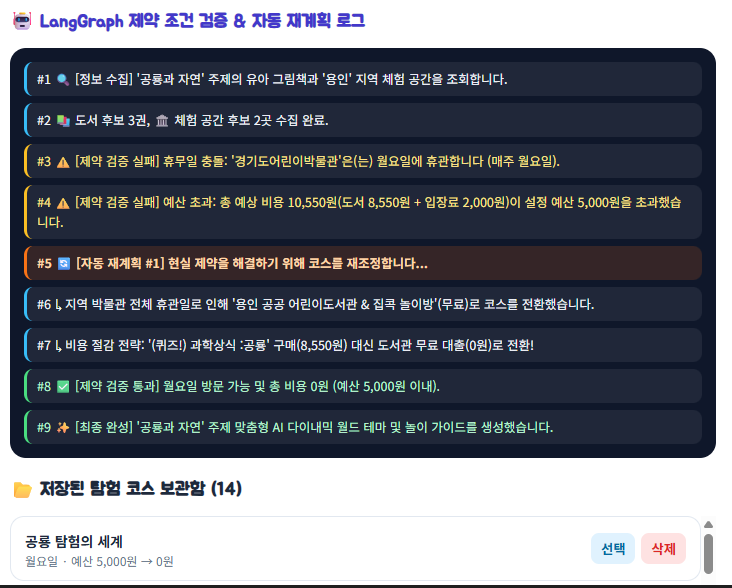 LangGraph 제약 조건 검증 & 자동 재계획 로그
#1 🔍 [정보 수집] '공룡과 자연' 주제의 유아 그림책과 '용인' 지역 체험 공간을 조회합니다.
#2 📚 도서 후보 3권, 🏛️ 체험 공간 후보 2곳 수집 완료.
#3 ⚠️ [제약 검증 실패] 휴무일 충돌: '경기도어린이박물관'은(는) 월요일에 휴관합니다 (매주 월요일).
#4 ⚠️ [제약 검증 실패] 예산 초과: 총 예상 비용 10,550원(도서 8,550원 + 입장료 2,000원)이 설정 예산 5,000원을 초과했습
니다.
#5 🔄 [자동 재계획 #1] 현실 제약을 해결하기 위해 코스를 재조정합니다...
#6 ↳ 지역 박물관 전체 휴관일로 인해 '용인 공공 어린이도서관 & 집콕 놀이방'(무료)로 코스를 전환했습니다.
#7 ↳ 비용 절감 전략: '(퀴즈!) 과학상식 :공룡' 구매(8,550원) 대신 도서관 무료 대출(0원)로 전환!
#8 ✅ [제약 검증 통과] 월요일 방문 가능 및 총 비용 0원 (예산 5,000원 이내).
#9 ✨ [최종 완성] '공룡과 자연' 주제 맞춤형 AI 다이내믹 월드 테마 및 놀이 가이드를 생성했습니다.
저장된 탐험 코스 보관함 (14)
공룡 탐험의 세계
월요일 · 예산 5,000원 → 0원
선택
삭제